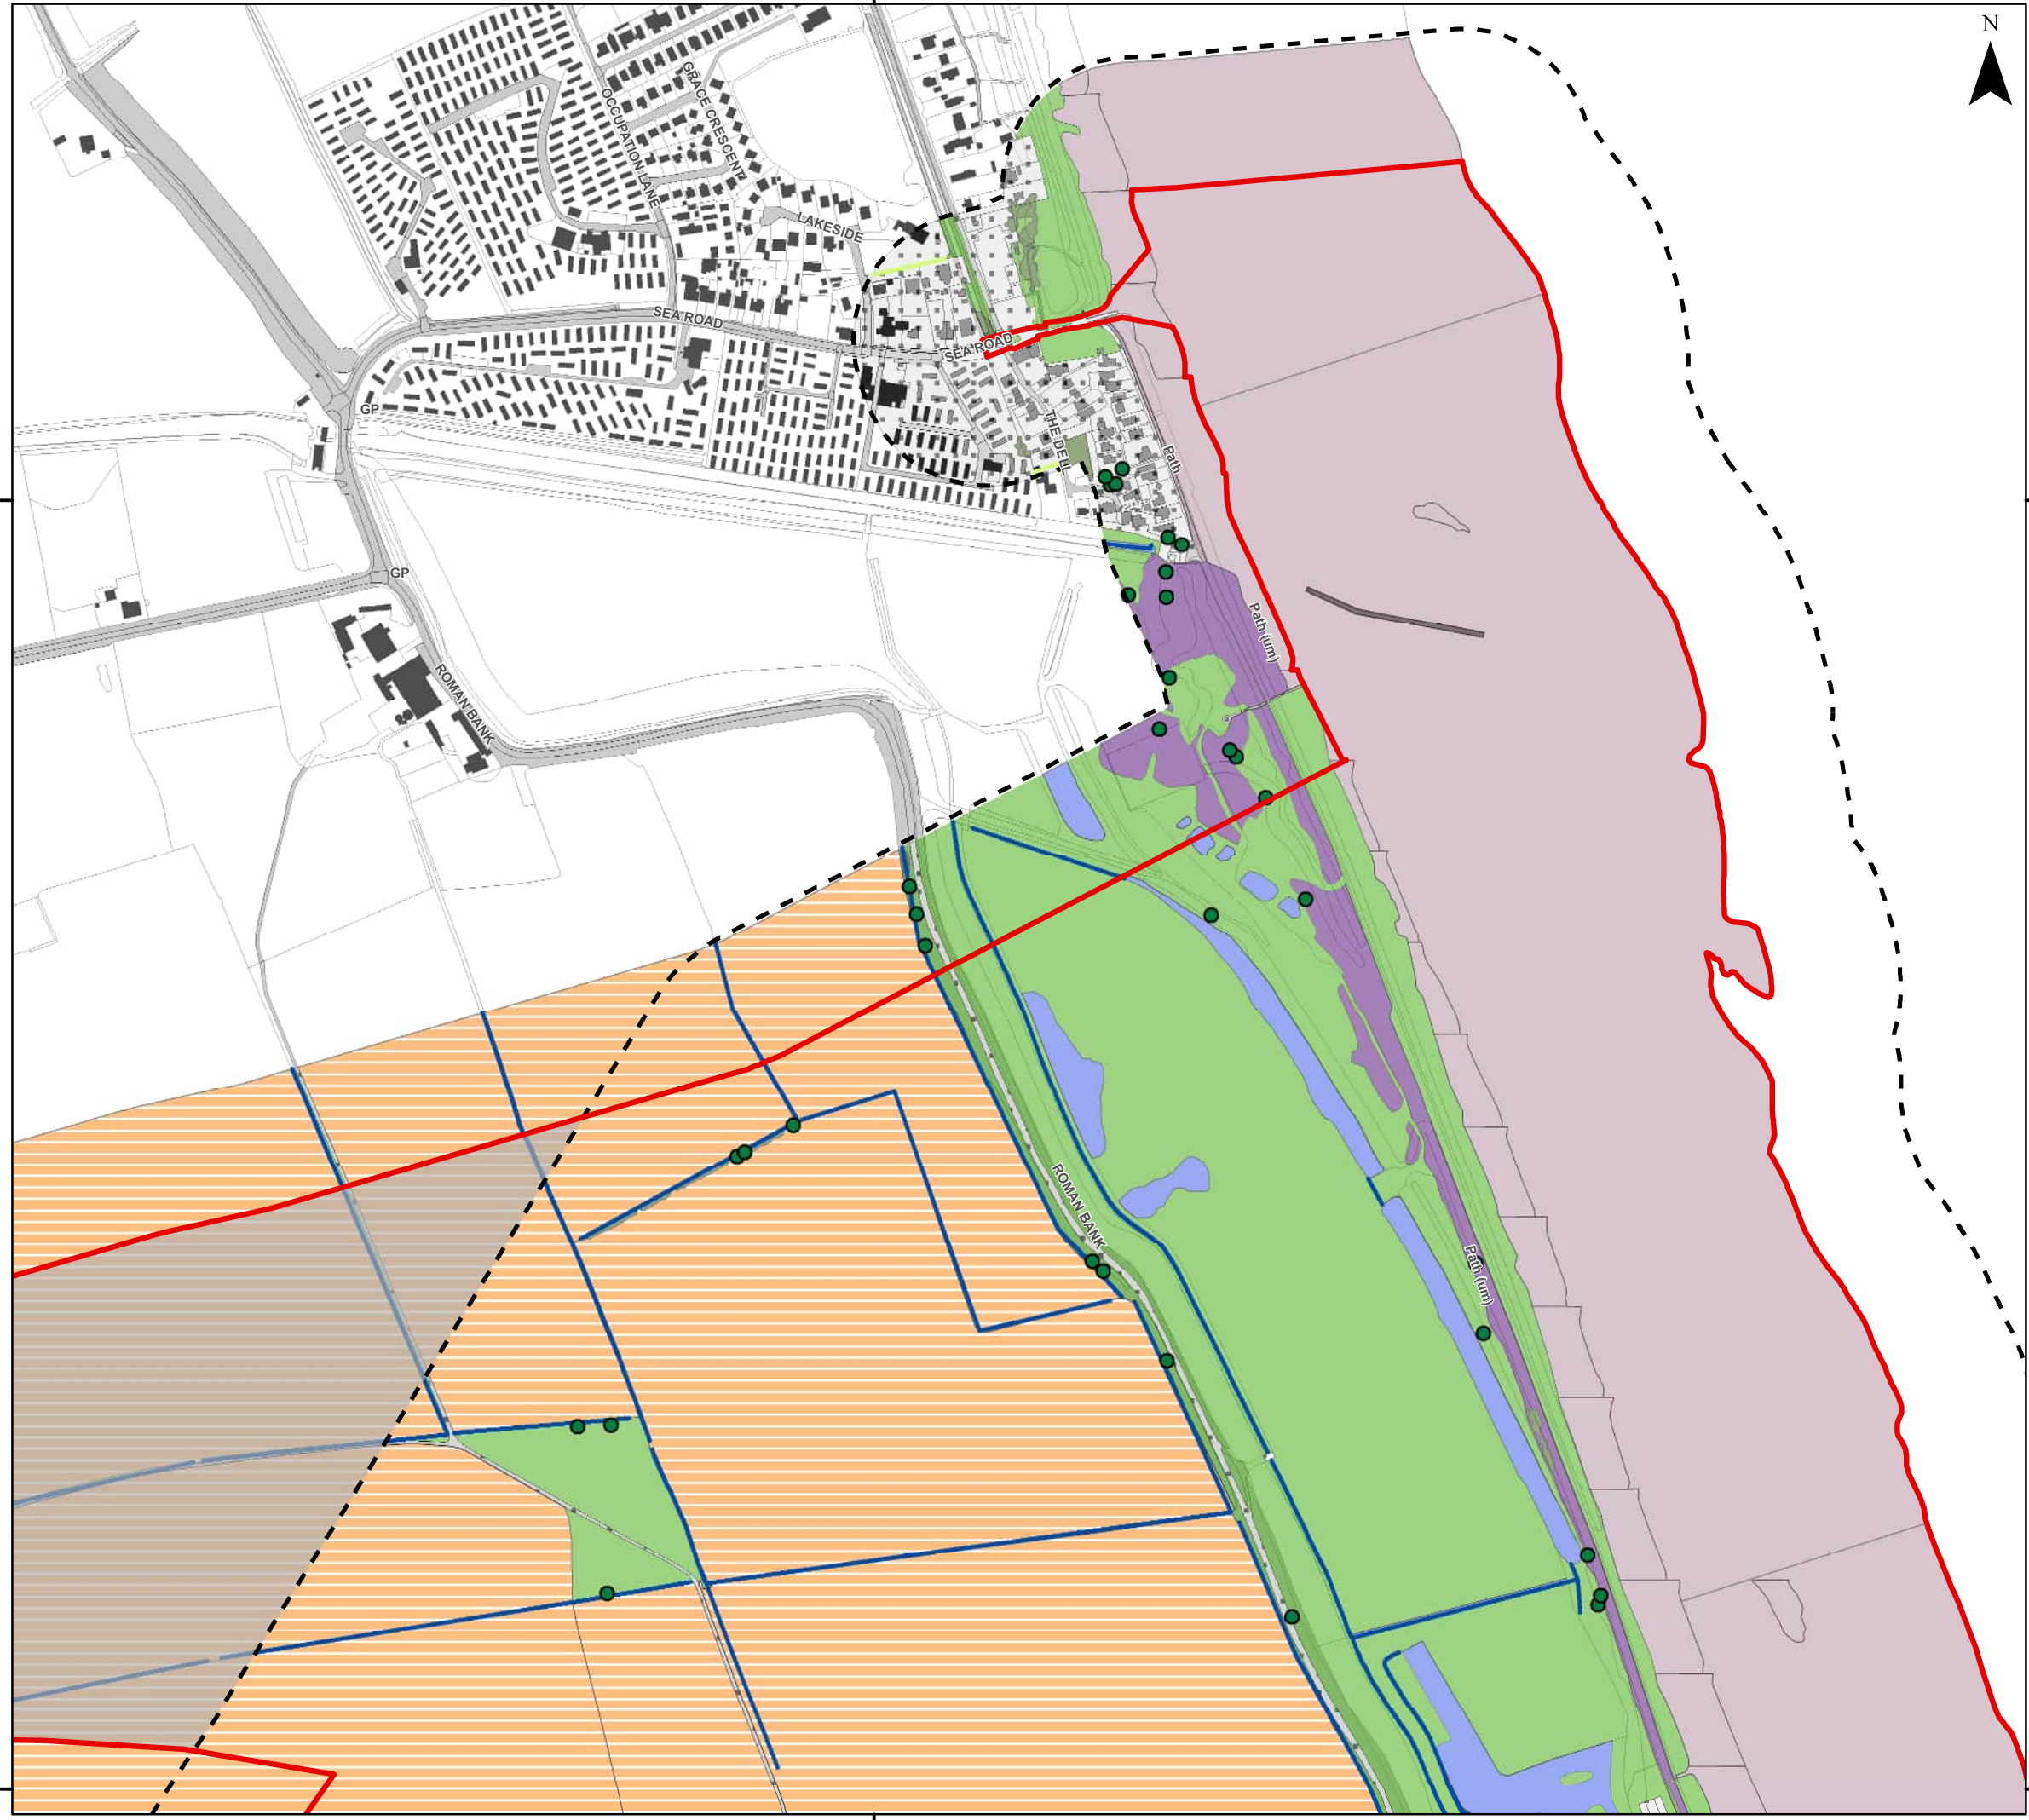 N
GRACE CRESCENT
OCCUPATION LANE
LAKESIDE
SEA ROAD
SEA ROAD
GP
THE DELL
Path
GP
Path (um)
ROMAN BANK
ROMAN BANK
Path (um)